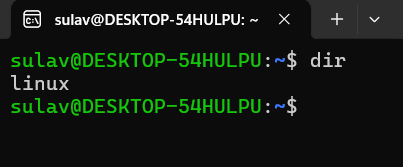 sulav@DESKTOP-54HULPU: ~
sulav@DESKTOP-54HULPU:~$ dir
linux
sulav@DESKTOP-54HULPU:~$